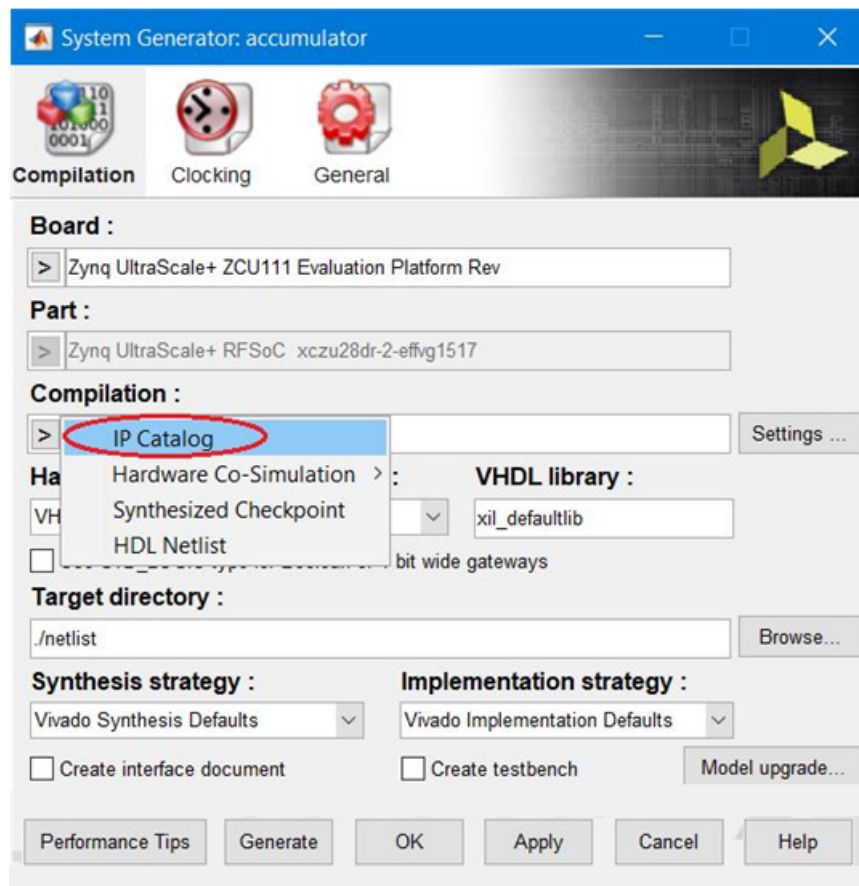 System Generator: accumulator
Compilation Clocking General
Board :
> Zynq UltraScale+ ZCU111 Evaluation Platform Rev
Part :
> Zynq UltraScale+ RFSoC xczu28dr-2-effvg1517
Compilation :
> IP Catalog Settings ...
Hardware Co-Simulation >
Ha : VHDL library :
Synthesized Checkpoint
VH xil_defaultlib
HDL Netlist
bit wide gateways
Target directory :
./netlist Browse...
Synthesis strategy : Implementation strategy :
Vivado Synthesis Defaults Vivado Implementation Defaults
Create interface document Create testbench Model upgrade...
Performance Tips Generate OK Apply Cancel Help